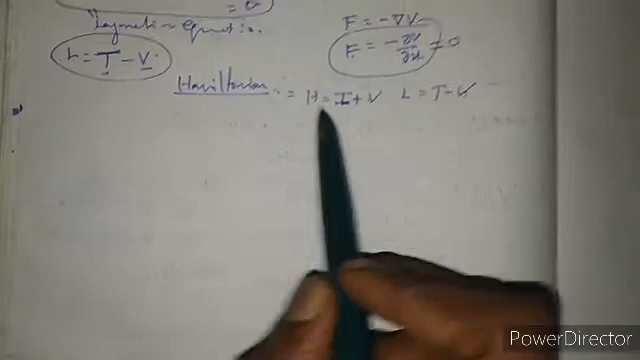 = 0
Lagrangian Equation.
L = T - V.
F = -∇V
F = -∂V/∂x = 0
Hamiltonian := H = T + V L = T - V
PowerDirector